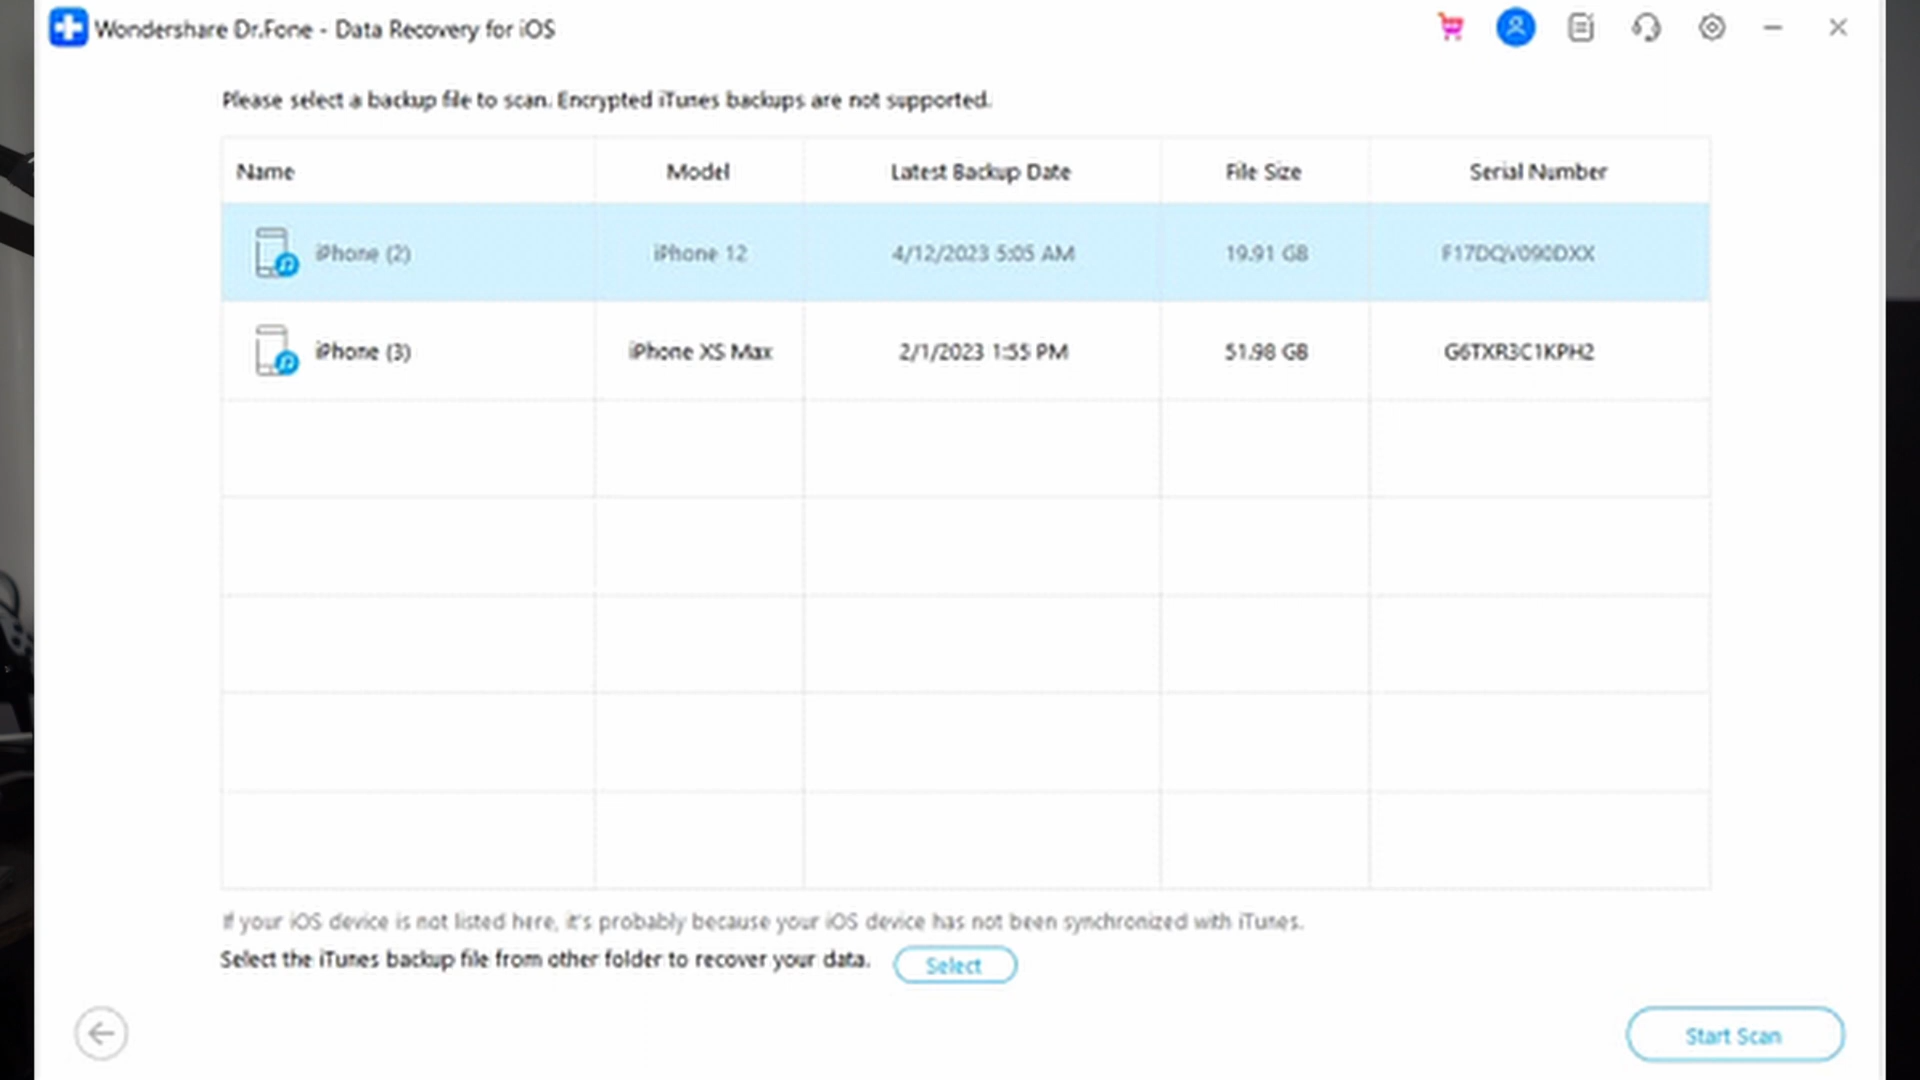 Wondershare Dr.Fone - Data Recovery for iOS
Please select a backup file to scan. Encrypted iTunes backups are not supported.
Name Model Latest Backup Date File Size Serial Number
iPhone (2) iPhone 12 4/12/2023 5:05 AM 19.91 GB F17DQV090DXX
iPhone (3) iPhone XS Max 2/1/2023 1:55 PM 51.98 GB G6TXR3C1KPH2
If your iOS device is not listed here, it's probably because your iOS device has not been synchronized with iTunes.
Select the iTunes backup file from other folder to recover your data. Select
Start Scan